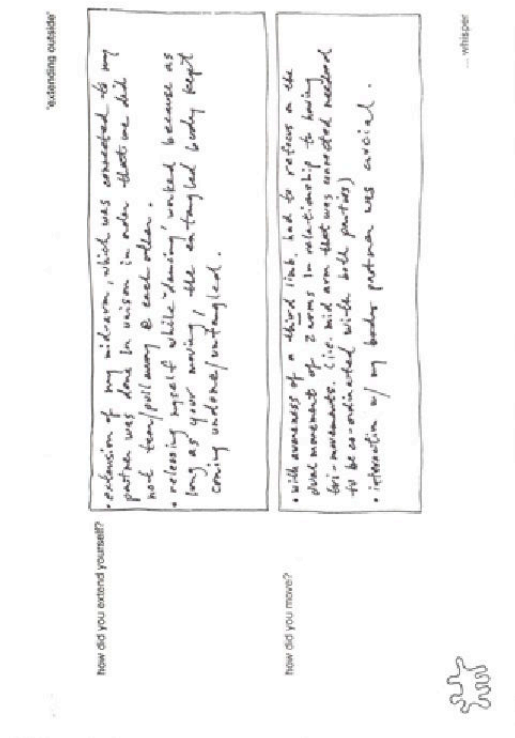 'extending outside'
how did you extend yourself?
• extension of my midarm, which was connected to my
partner was done in unison in order that we did
not tear/pull away @ each other.
• releasing myself while 'dancing' worked because as
long as your moving, the entangled body kept
coming undone/untangled.
how did you move?
• with awareness of a third limb. had to refocus on the
dual movement of 2 arms in relationship to having
tri-movements. (i.e. mid arm that was connected needed
to be co-ordinated with both parties)
• interaction w/ my bodys partner was crucial.
... whisper